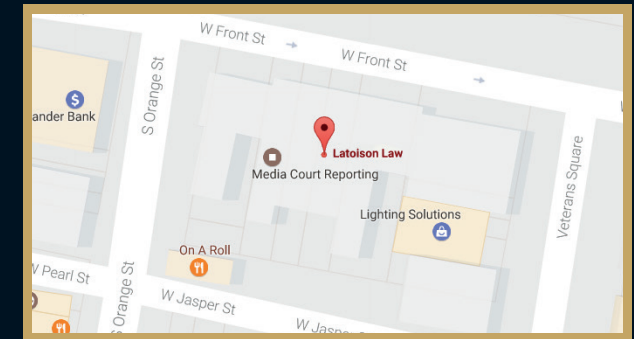 W Front St
W Front St
S Orange St
ander Bank
Latoison Law
Media Court Reporting
Veterans Square
Lighting Solutions
On A Roll
W Pearl St
S Orange St
W Jasper St
W Jasper